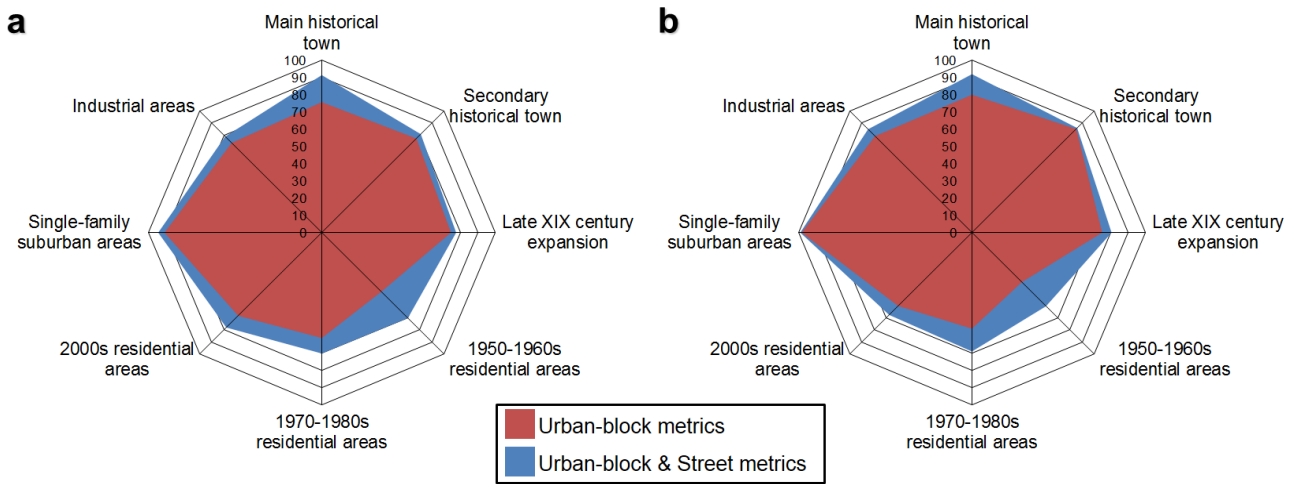 a
Main historical
town
100
90
80
70
60
50
40
30
20
10
0
Secondary
historical town
Late XIX century
expansion
1950-1960s
residential areas
1970-1980s
residential areas
2000s residential
areas
Single-family
suburban areas
Industrial areas
b
Main historical
town
100
90
80
70
60
50
40
30
20
10
0
Secondary
historical town
Late XIX century
expansion
1950-1960s
residential areas
1970-1980s
residential areas
2000s residential
areas
Single-family
suburban areas
Industrial areas
Urban-block metrics
Urban-block & Street metrics